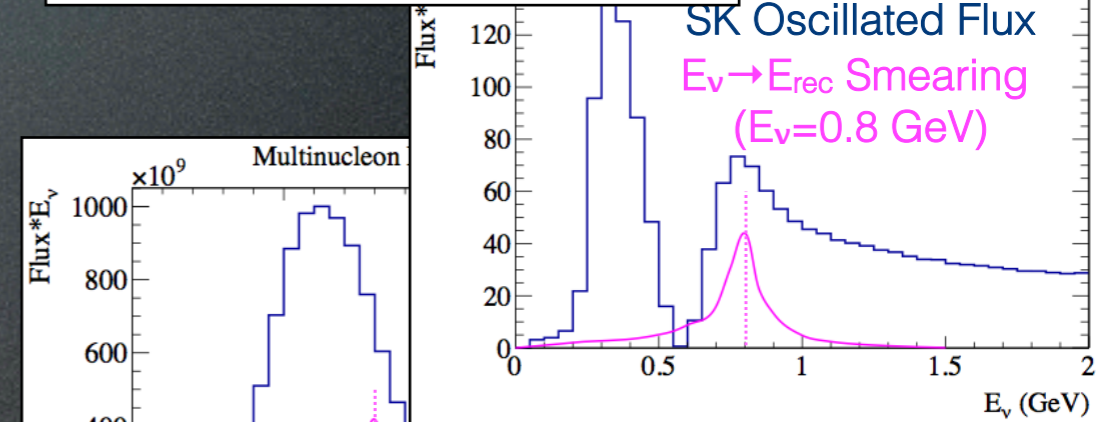 SK Oscillated Flux
Eν→Erec Smearing
(Eν=0.8 GeV)
Flux*
120
100
80
60
40
20
0
0 0.5 1 1.5 2
Eν (GeV)
Multinucleon
×10⁹
Flux*Eν
1000
800
600